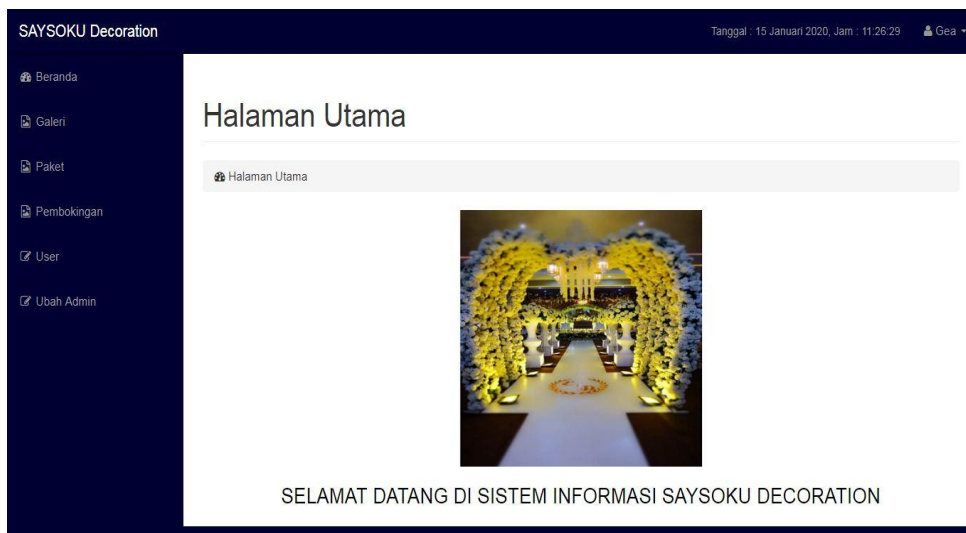 SAYSOKU Decoration
Tanggal : 15 Januari 2020, Jam : 11:26:29 Gea
Beranda
Galeri
Paket
Pembokingan
User
Ubah Admin
Halaman Utama
Halaman Utama
SELAMAT DATANG DI SISTEM INFORMASI SAYSOKU DECORATION